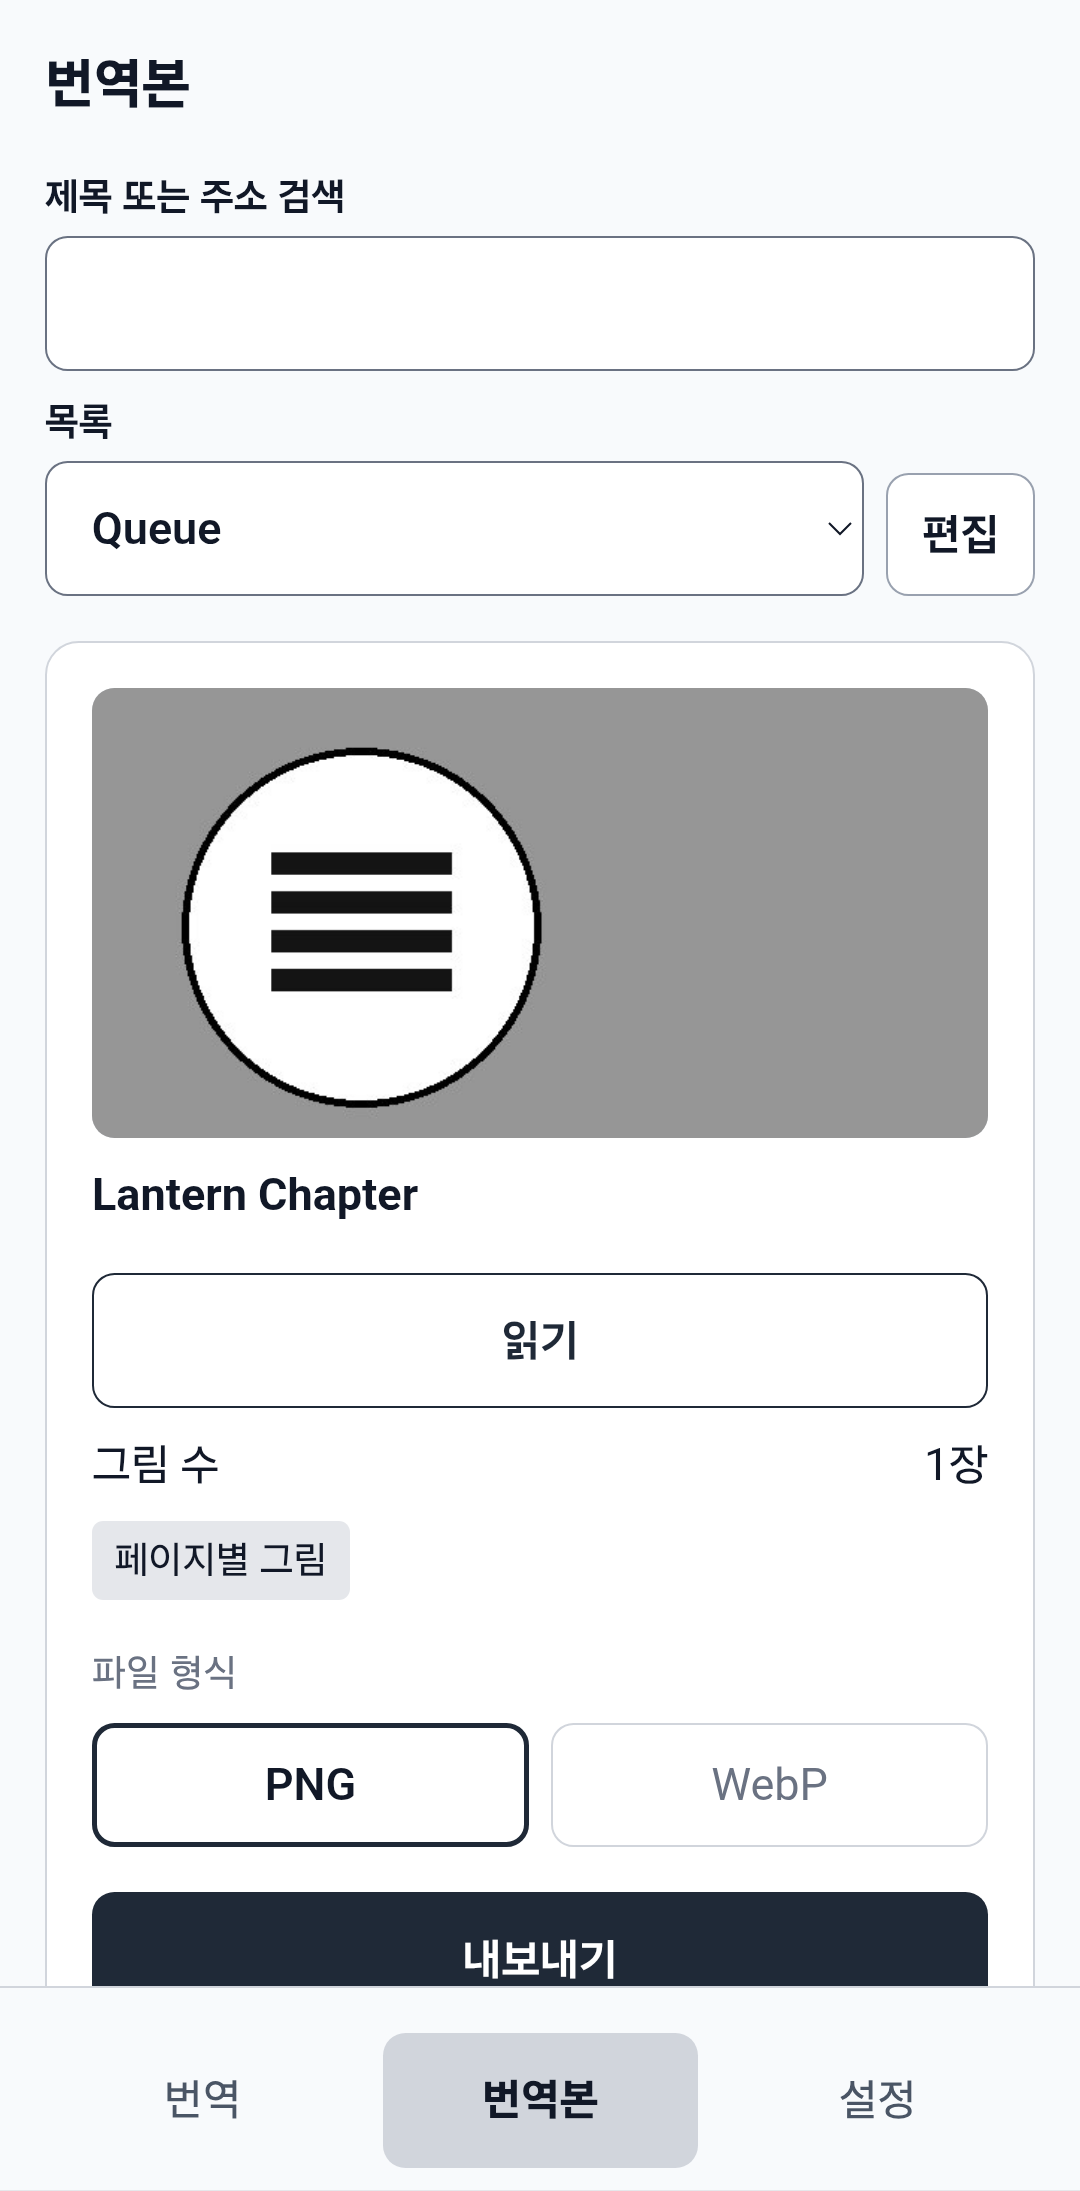 번역본
제목 또는 주소 검색
목록
Queue
편집
Lantern Chapter
읽기
그림 수 1장
페이지별 그림
파일 형식
PNG WebP
내보내기
번역 번역본 설정